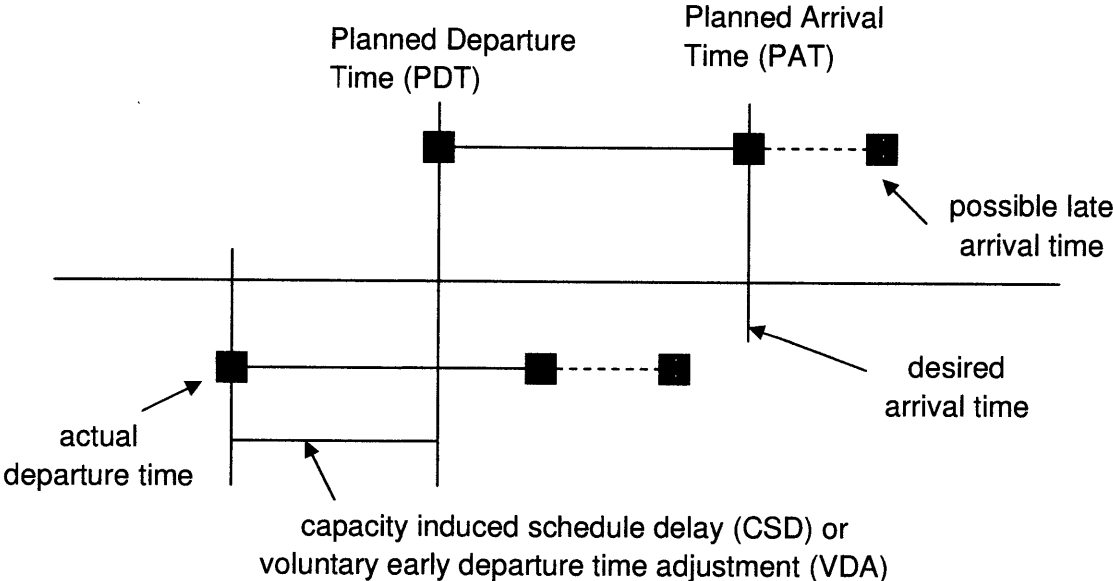 Planned Departure
Time (PDT)
Planned Arrival
Time (PAT)
possible late
arrival time
desired
arrival time
actual
departure time
capacity induced schedule delay (CSD) or
voluntary early departure time adjustment (VDA)